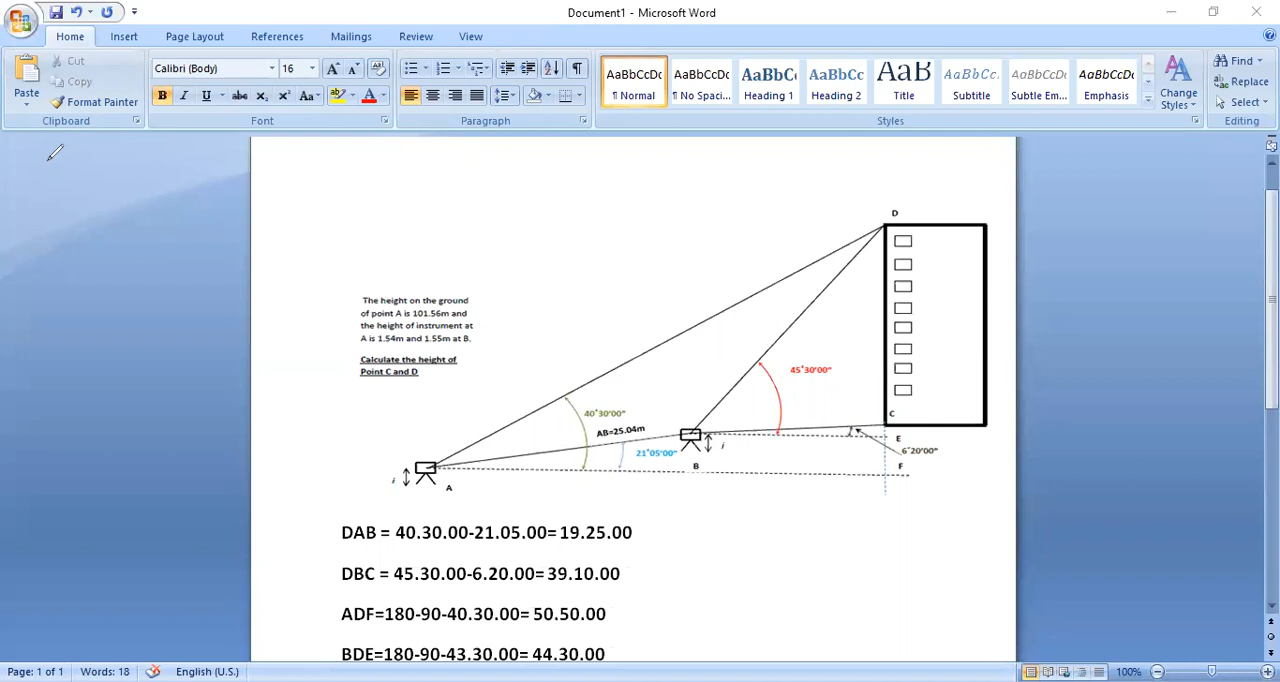 Document1 - Microsoft Word
Home Insert Page Layout References Mailings Review View
Paste
Cut
Copy
Format Painter
Clipboard
Calibri (Body) 16
Font
Paragraph
AaBbCcDc AaBbCcDc AaBbCc AaBbCc AaB AaBbCc. AaBbCcDc AaBbCcDc
¶ Normal ¶ No Spaci... Heading 1 Heading 2 Title Subtitle Subtle Em... Emphasis
Styles
Change
Styles
Find
Replace
Select
Editing
D
The height on the ground
of point A is 101.56m and
the height of instrument at
A is 1.54m and 1.55m at B.
Calculate the height of
Point C and D
45˚30'00"
40˚30'00"
AB=25.04m
21˚05'00"
C
E
6˚20'00"
F
i
B
i
A
DAB = 40.30.00-21.05.00= 19.25.00
DBC = 45.30.00-6.20.00= 39.10.00
ADF=180-90-40.30.00= 50.50.00
BDE=180-90-43.30.00= 44.30.00
Page: 1 of 1 Words: 18 English (U.S.) 100%